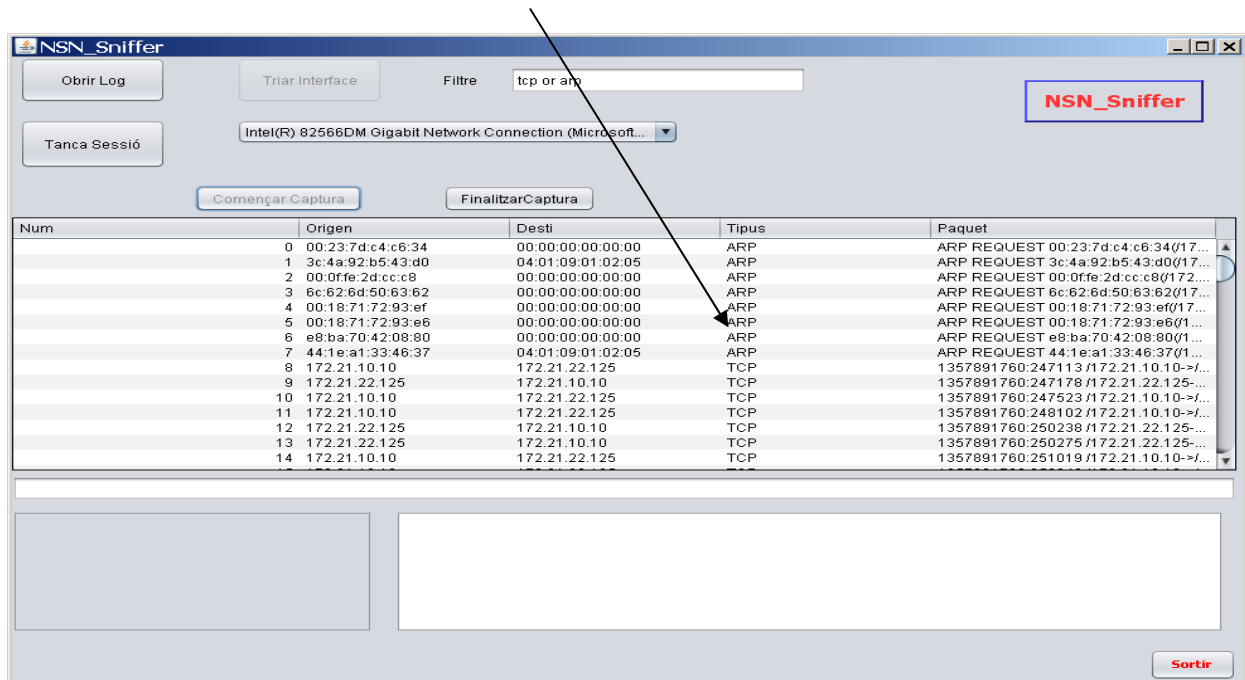 NSN_Sniffer
Obrir Log
Triar Interface
Filtre
tcp or arp
NSN_Sniffer
Tanca Sessió
Intel(R) 82566DM Gigabit Network Connection (Microsoft...
Començar Captura
FinalitzarCaptura
Num Origen Desti Tipus Paquet
0 00:23:7d:c4:c6:34 00:00:00:00:00:00 ARP ARP REQUEST 00:23:7d:c4:c6:34(/17...
1 3c:4a:92:b5:43:d0 04:01:09:01:02:05 ARP ARP REQUEST 3c:4a:92:b5:43:d0(/17...
2 00:0f:fe:2d:cc:c8 00:00:00:00:00:00 ARP ARP REQUEST 00:0f:fe:2d:cc:c8(/172....
3 6c:62:6d:50:63:62 00:00:00:00:00:00 ARP ARP REQUEST 6c:62:6d:50:63:62(/17...
4 00:18:71:72:93:ef 00:00:00:00:00:00 ARP ARP REQUEST 00:18:71:72:93:ef(/17...
5 00:18:71:72:93:e6 00:00:00:00:00:00 ARP ARP REQUEST 00:18:71:72:93:e6(/1...
6 e8:ba:70:42:08:80 00:00:00:00:00:00 ARP ARP REQUEST e8:ba:70:42:08:80(/1...
7 44:1e:a1:33:46:37 04:01:09:01:02:05 ARP ARP REQUEST 44:1e:a1:33:46:37(/1...
8 172.21.10.10 172.21.22.125 TCP 1357891760:247113 /172.21.10.10->/...
9 172.21.22.125 172.21.10.10 TCP 1357891760:247178 /172.21.22.125-...
10 172.21.10.10 172.21.22.125 TCP 1357891760:247523 /172.21.10.10->/...
11 172.21.10.10 172.21.22.125 TCP 1357891760:248102 /172.21.10.10->/...
12 172.21.22.125 172.21.10.10 TCP 1357891760:250238 /172.21.22.125-...
13 172.21.22.125 172.21.10.10 TCP 1357891760:250275 /172.21.22.125-...
14 172.21.10.10 172.21.22.125 TCP 1357891760:251019 /172.21.10.10->/...
Sortir